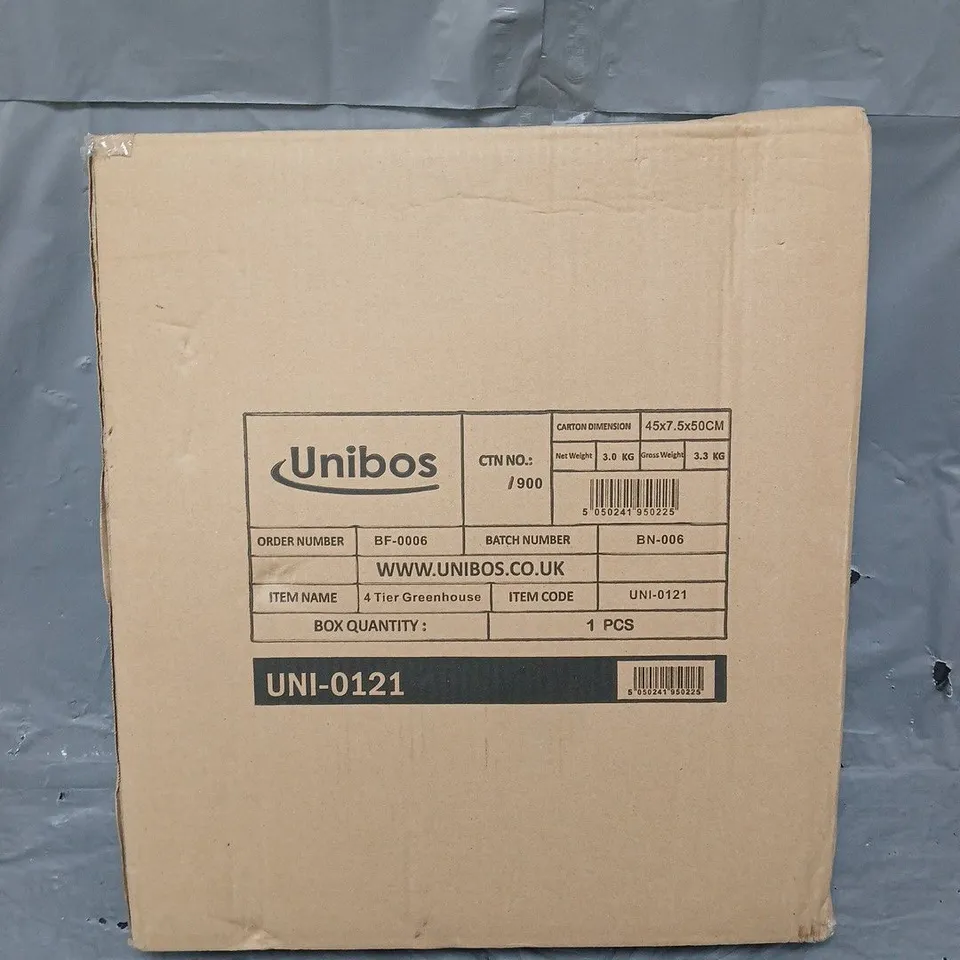 Unibos
CTN NO.:
/900
CARTON DIMENSION 45x7.5x50CM
Net Weight 3.0 KG Gross Weight 3.3 KG
5 050241 950225
ORDER NUMBER BF-0006 BATCH NUMBER BN-006
WWW.UNIBOS.CO.UK
ITEM NAME 4 Tier Greenhouse ITEM CODE UNI-0121
BOX QUANTITY : 1 PCS
UNI-0121
5 050241 950225